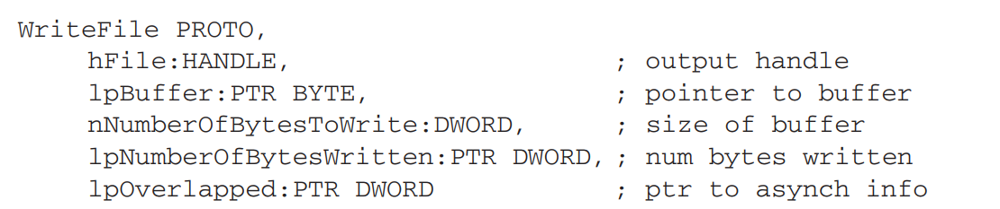 WriteFile PROTO,
hFile:HANDLE, ; output handle
lpBuffer:PTR BYTE, ; pointer to buffer
nNumberOfBytesToWrite:DWORD, ; size of buffer
lpNumberOfBytesWritten:PTR DWORD, ; num bytes written
lpOverlapped:PTR DWORD ; ptr to asynch info